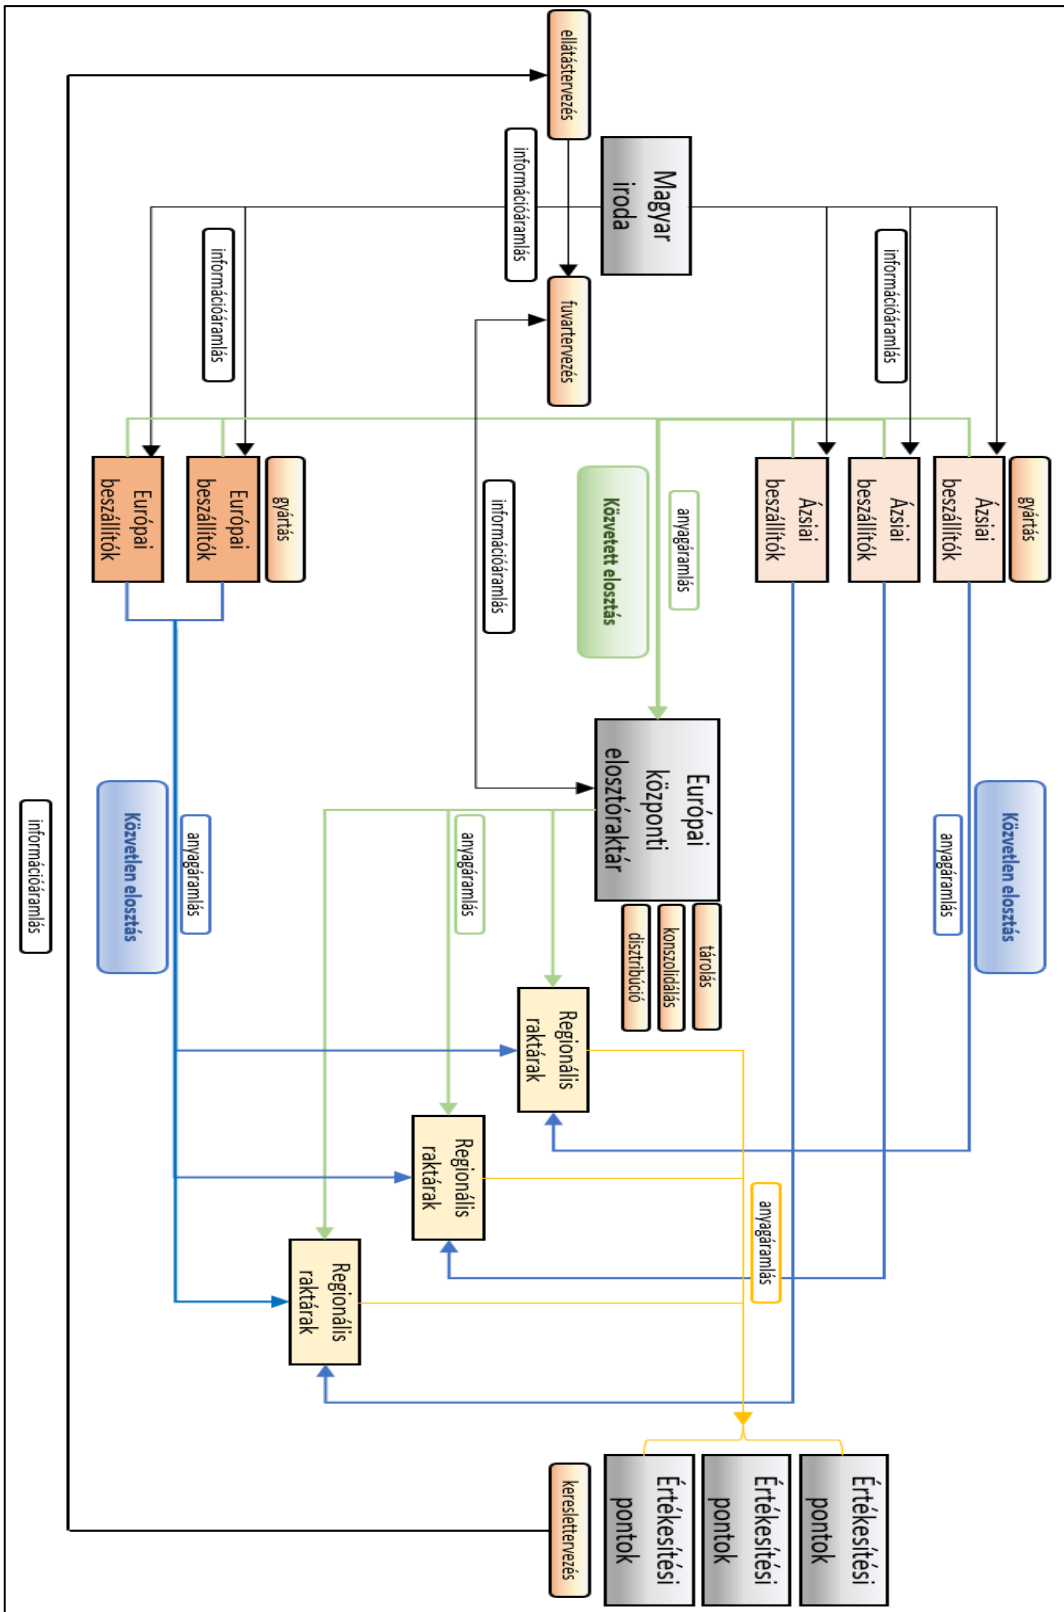 gyártás
Közvetlen elosztás
Ázsiai
beszállítók
anyagáramlás
információáramlás
Ázsiai
beszállítók
Értékesítési
pontok
Ázsiai
beszállítók
anyagáramlás
Értékesítési
pontok
Magyar
iroda
anyagáramlás
Közvetett elosztás
Európai
központi
elosztóraktár
tárolás
konszolidálás
disztribúció
Értékesítési
pontok
ellátástervezés
fuvartervezés
Regionális
raktárak
kereslettervezés
információáramlás
információáramlás
anyagáramlás
Regionális
raktárak
Regionális
raktárak
gyártás
információáramlás
Európai
beszállítók
anyagáramlás
Európai
beszállítók
Közvetlen elosztás
információáramlás